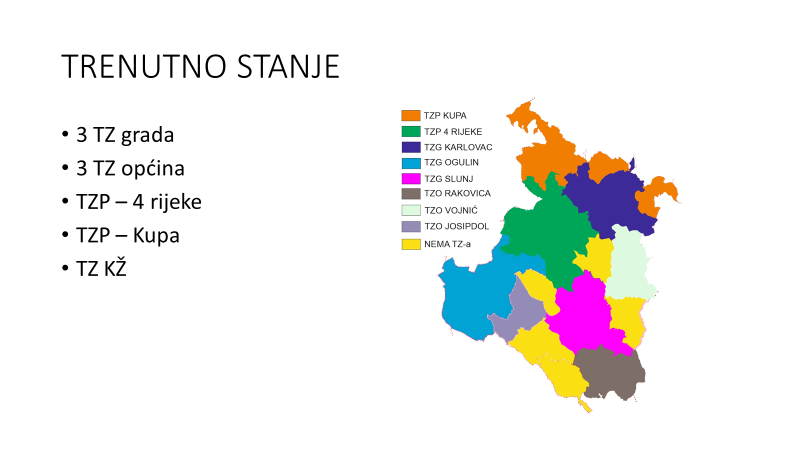 TRENUTNO STANJE
• 3 TZ grada
• 3 TZ općina
• TZP – 4 rijeke
• TZP – Kupa
• TZ KŽ
TZP KUPA
TZP 4 RIJEKE
TZG KARLOVAC
TZG OGULIN
TZG SLUNJ
TZO RAKOVICA
TZO VOJNIĆ
TZO JOSIPDOL
NEMA TZ-a